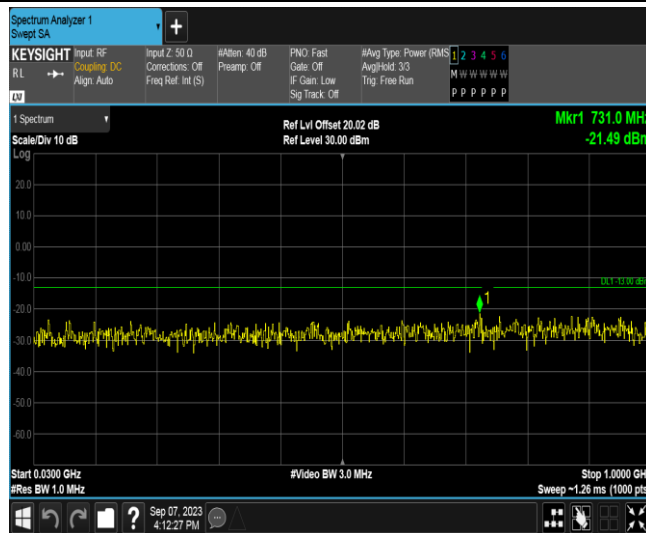 Spectrum Analyzer 1
Swept SA
+
KEYSIGHT
RL
LXI
Input: RF
Coupling: DC
Align: Auto
Input Z: 50 Ω
Corrections: Off
Freq Ref: Int (S)
#Atten: 40 dB
Preamp: Off
PNO: Fast
Gate: Off
IF Gain: Low
Sig Track: Off
#Avg Type: Power (RMS
Avg|Hold: 3/3
Trig: Free Run
1 2 3 4 5 6
M W W W W W
P P P P P P
1 Spectrum
Scale/Div 10 dB
Log
Ref Lvl Offset 20.02 dB
Ref Level 30.00 dBm
Mkr1 731.0 MHz
-21.49 dBm
20.0
10.0
0.00
-10.0
DL1 -13.00 dBm
1
-20.0
-30.0
-40.0
-50.0
-60.0
Start 0.0300 GHz
#Res BW 1.0 MHz
#Video BW 3.0 MHz
Stop 1.0000 GHz
Sweep ~1.26 ms (1000 pts)
?
Sep 07, 2023
4:12:27 PM